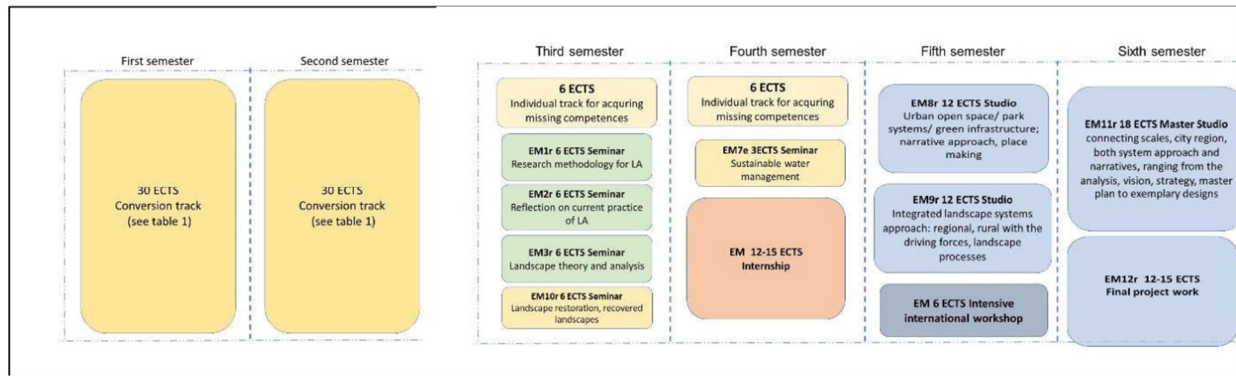 First semester
30 ECTS
Conversion track
(see table 1)
Second semester
30 ECTS
Conversion track
(see table 1)
Third semester
6 ECTS
Individual track for acquring
missing competences
EM1r 6 ECTS Seminar
Research methodology for LA
EM2r 6 ECTS Seminar
Reflection on current practice
of LA
EM3r 6 ECTS Seminar
Landscape theory and analysis
EM10r 6 ECTS Seminar
Landscape restoration, recovered
landscapes
Fourth semester
6 ECTS
Individual track for acquring
missing competences
EM7e 3ECTS Seminar
Sustainable water
management
EM 12-15 ECTS
Internship
Fifth semester
EM8r 12 ECTS Studio
Urban open space/ park
systems/ green infrastructure;
narrative approach, place
making
EM9r 12 ECTS Studio
Integrated landscape systems
approach: regional, rural with the
driving forces, landscape
processes
EM 6 ECTS Intensive
international workshop
Sixth semester
EM11r 18 ECTS Master Studio
connecting scales, city region,
both system approach and
narratives, ranging from the
analysis, vision, strategy, master
plan to exemplary designs
EM12r 12-15 ECTS
Final project work